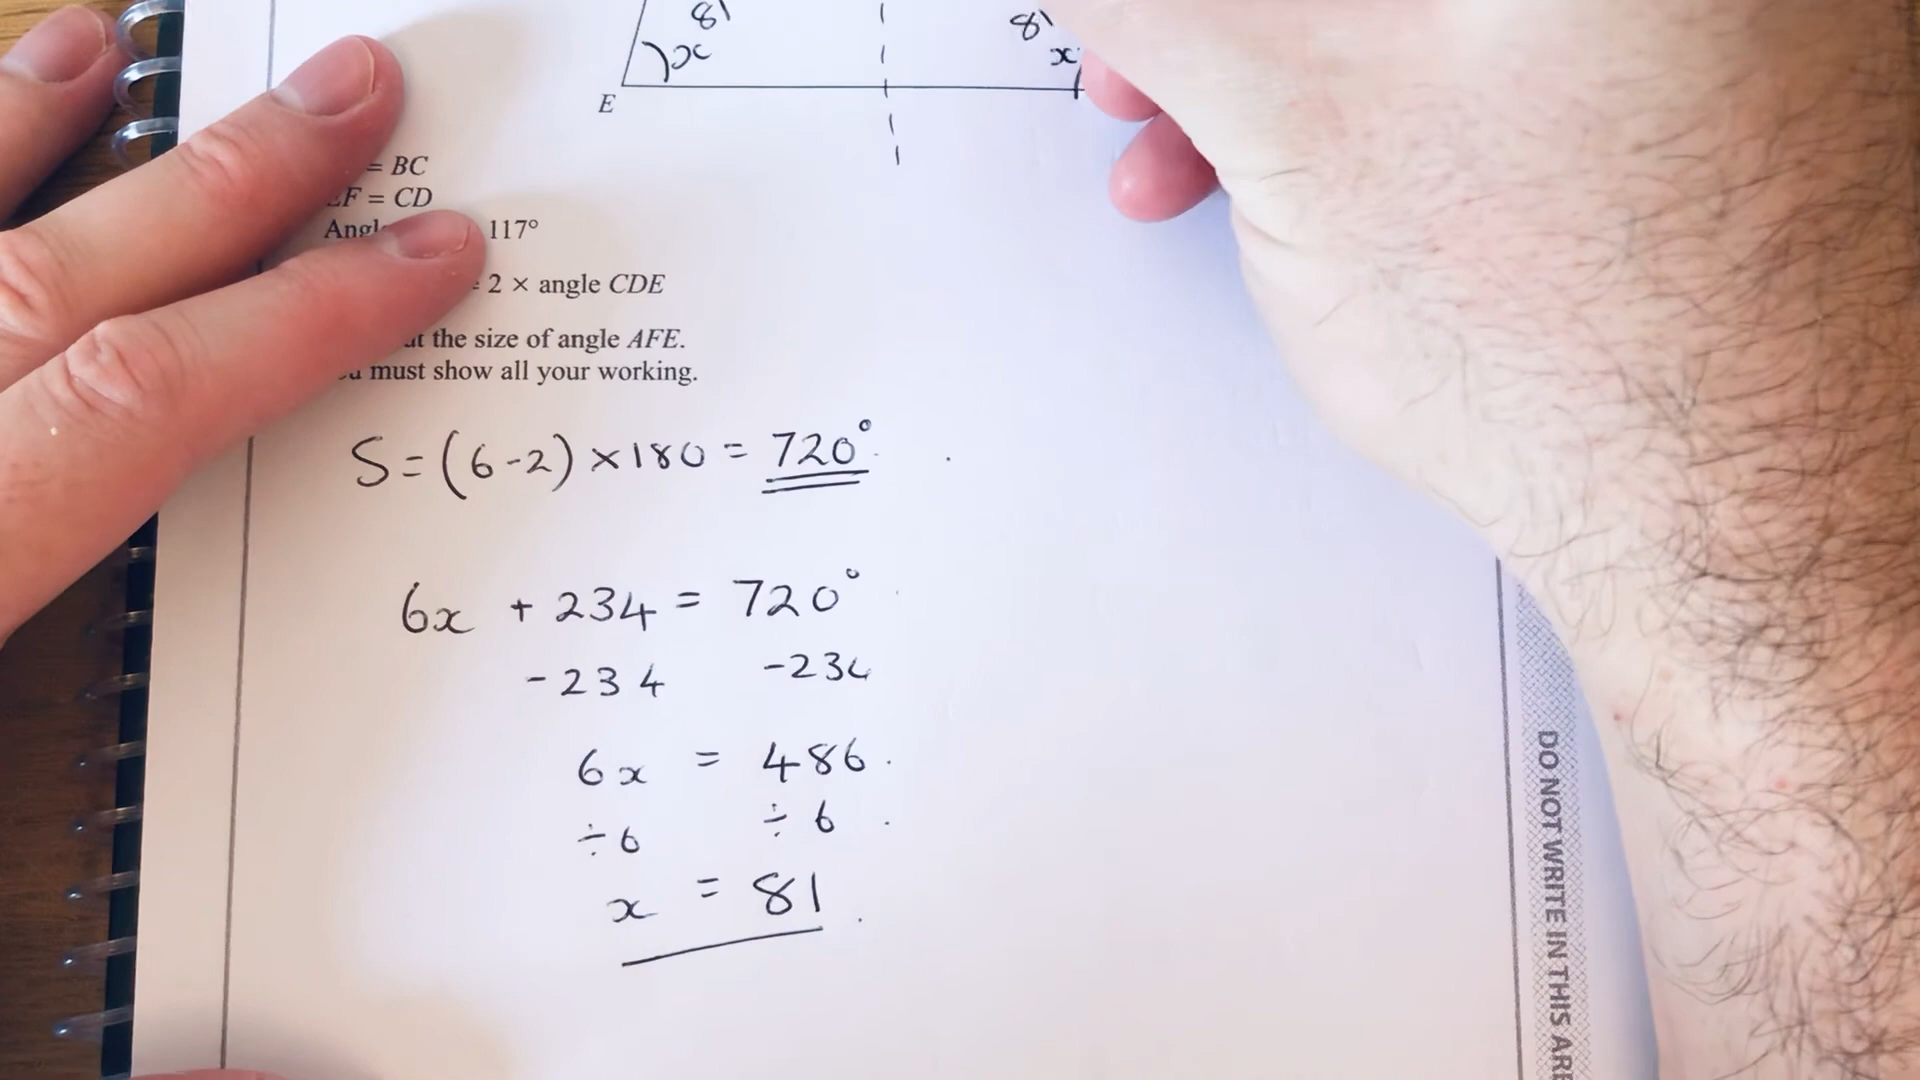 81 81
x x
E
= BC
F = CD
Angl 117°
= 2 × angle CDE
the size of angle AFE.
must show all your working.
S = (6-2) × 180 = 720°
6x + 234 = 720°
-234 -234
6x = 486
÷6 ÷6
x = 81
DO NOT WRITE IN THIS ARE